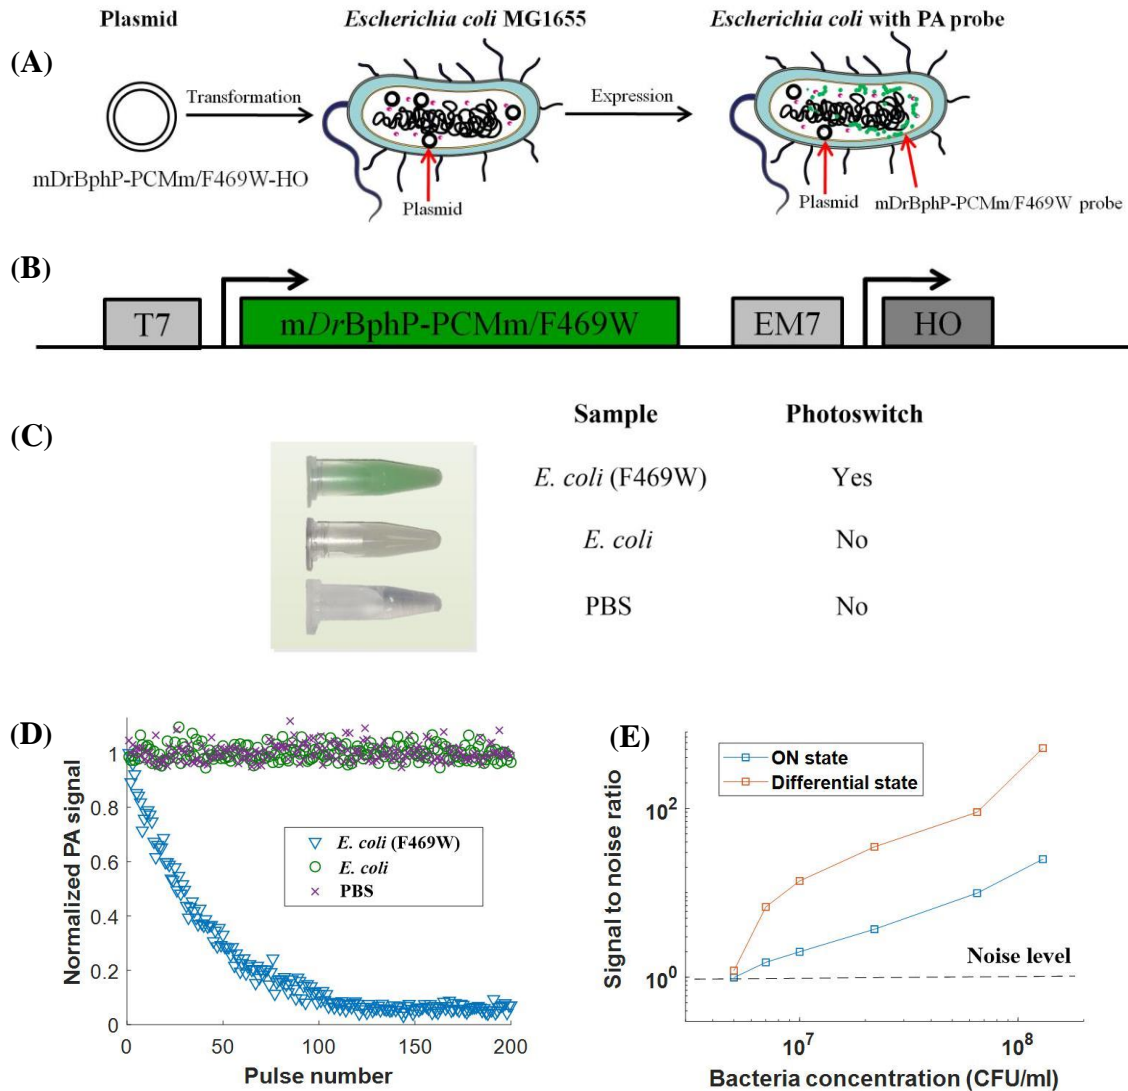 Plasmid
Escherichia coli MG1655
Escherichia coli with PA probe
(A)
Transformation
Expression
mDrBphP-PCMm/F469W-HO
Plasmid
Plasmid
mDrBphP-PCMm/F469W probe
(B)
T7
mDrBphP-PCMm/F469W
EM7
HO
(C)
Sample
Photoswitch
E. coli (F469W)
Yes
E. coli
No
PBS
No
(D)
Normalized PA signal
1
0.8
0.6
0.4
0.2
0
E. coli (F469W)
E. coli
PBS
0
50
100
150
200
Pulse number
(E)
Signal to noise ratio
10²
10⁰
ON state
Differential state
Noise level
10⁷
10⁸
Bacteria concentration (CFU/ml)